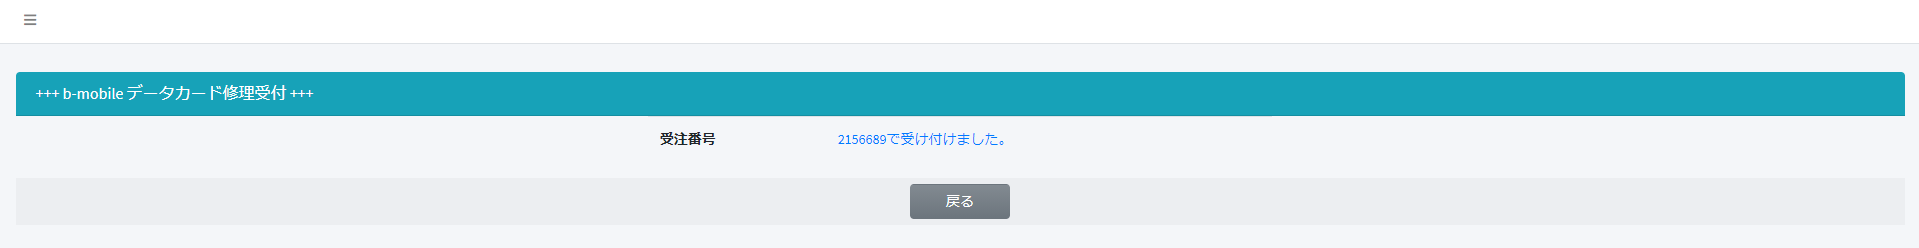 +++ b-mobile データカード修理受付 +++
受注番号 2156689で受け付けました。
戻る